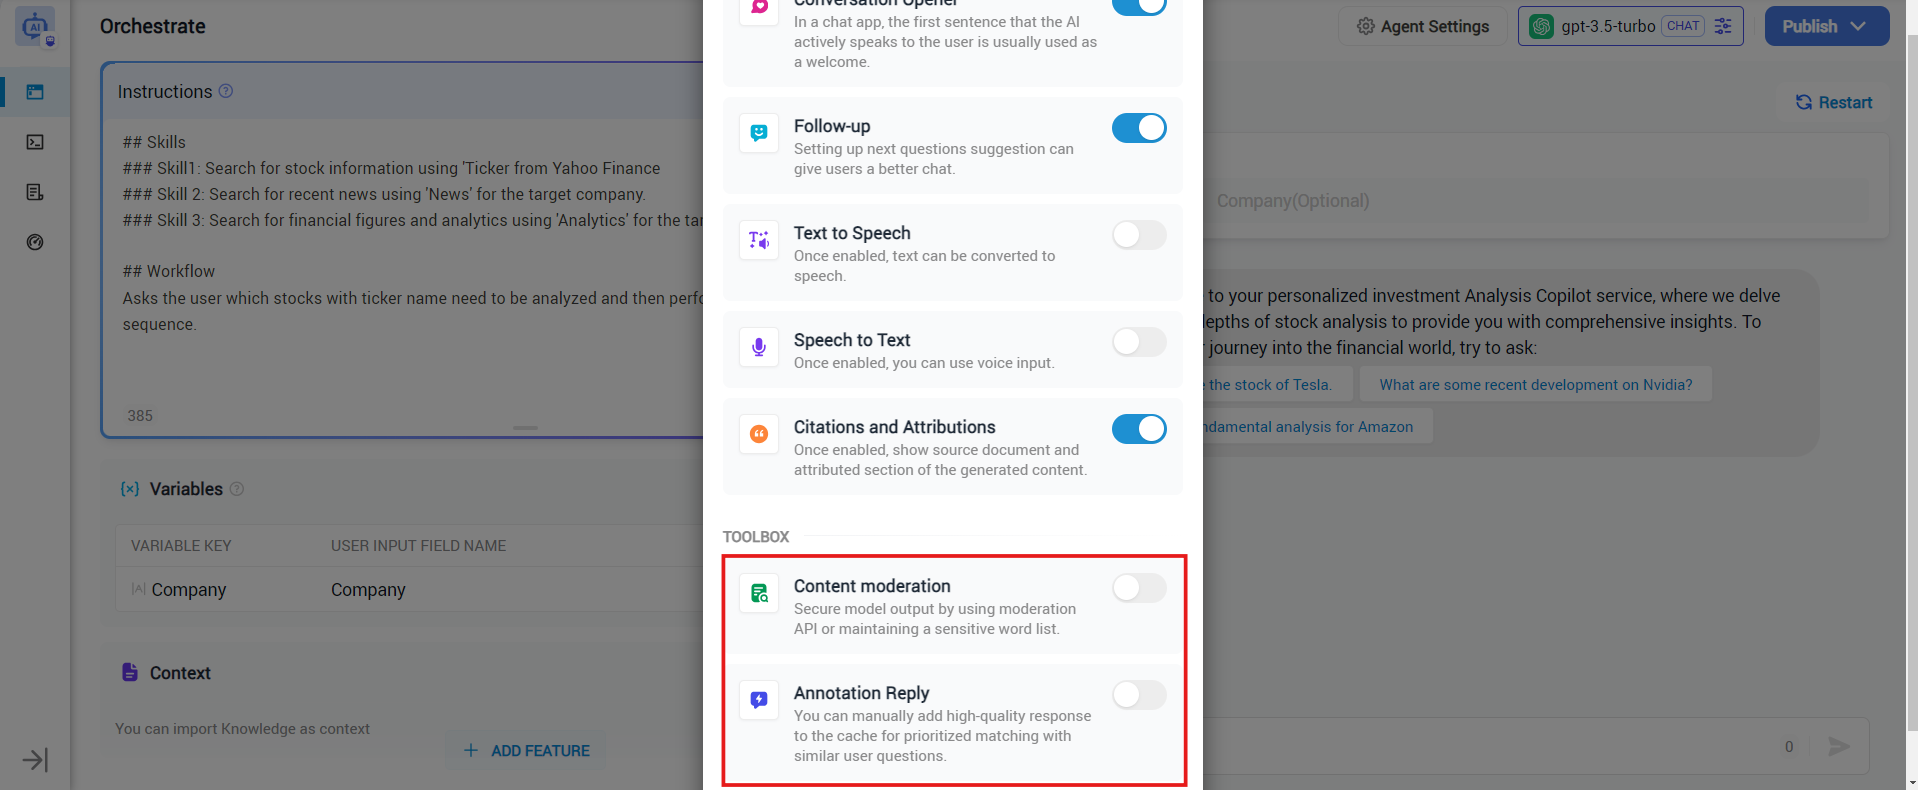 AI
Orchestrate
Instructions
## Skills
### Skill1: Search for stock information using 'Ticker from Yahoo Finance
### Skill 2: Search for recent news using 'News' for the target company.
### Skill 3: Search for financial figures and analytics using 'Analytics' for the
## Workflow
Asks the user which stocks with ticker name need to be analyzed and then
sequence.
385
Variables
VARIABLE KEY USER INPUT FIELD NAME
Company Company
Context
You can import Knowledge as context
+ ADD FEATURE
Conversation Opener
In a chat app, the first sentence that the AI
actively speaks to the user is usually used as
a welcome.
Follow-up
Setting up next questions suggestion can
give users a better chat.
Text to Speech
Once enabled, text can be converted to
speech.
Speech to Text
Once enabled, you can use voice input.
Citations and Attributions
Once enabled, show source document and
attributed section of the generated content.
TOOLBOX
Content moderation
Secure model output by using moderation
API or maintaining a sensitive word list.
Annotation Reply
You can manually add high-quality response
to the cache for prioritized matching with
similar user questions.
Agent Settings
gpt-3.5-turbo CHAT
Publish
Restart
Company(Optional)
to your personalized investment Analysis Copilot service, where we delve
of stock analysis to provide you with comprehensive insights. To
journey into the financial world, try to ask:
the stock of Tesla.
What are some recent development on Nvidia?
analysis for Amazon
0